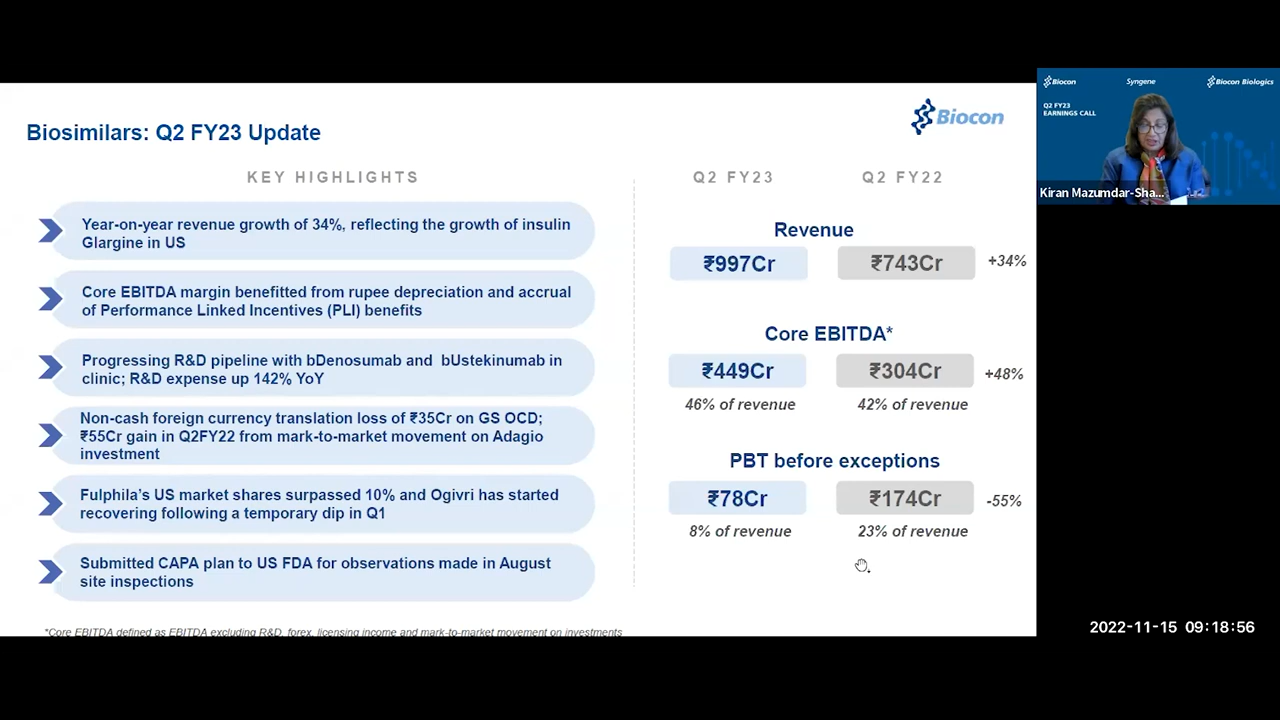 Biosimilars: Q2 FY23 Update
Biocon
KEY HIGHLIGHTS
Year-on-year revenue growth of 34%, reflecting the growth of insulin
Glargine in US
Core EBITDA margin benefitted from rupee depreciation and accrual
of Performance Linked Incentives (PLI) benefits
Progressing R&D pipeline with bDenosumab and bUstekinumab in
clinic; R&D expense up 142% YoY
Non-cash foreign currency translation loss of ₹35Cr on GS OCD;
₹55Cr gain in Q2FY22 from mark-to-market movement on Adagio
investment
Fulphila's US market shares surpassed 10% and Ogivri has started
recovering following a temporary dip in Q1
Submitted CAPA plan to US FDA for observations made in August
site inspections
*Core EBITDA defined as EBITDA excluding R&D, forex, licensing income and mark-to-market movement on investments
Q2 FY23 Q2 FY22
Revenue
₹997Cr ₹743Cr +34%
Core EBITDA*
₹449Cr ₹304Cr +48%
46% of revenue 42% of revenue
PBT before exceptions
₹78Cr ₹174Cr -55%
8% of revenue 23% of revenue
Biocon Syngene Biocon Biologics
Q2 FY23
EARNINGS CALL
Kiran Mazumdar-Sha...
2022-11-15 09:18:56